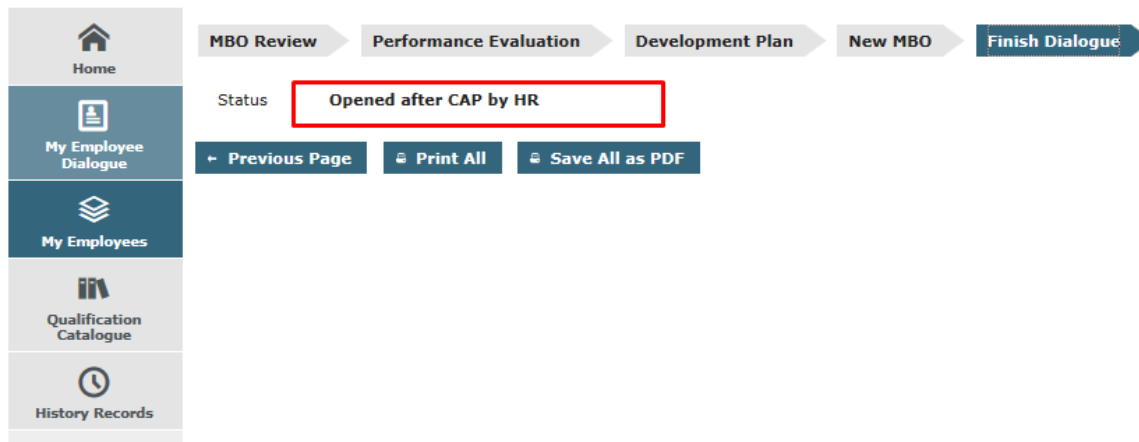 Home
My Employee
Dialogue
My Employees
Qualification
Catalogue
History Records
MBO Review
Performance Evaluation
Development Plan
New MBO
Finish Dialogue
Status
Opened after CAP by HR
Previous Page
Print All
Save All as PDF